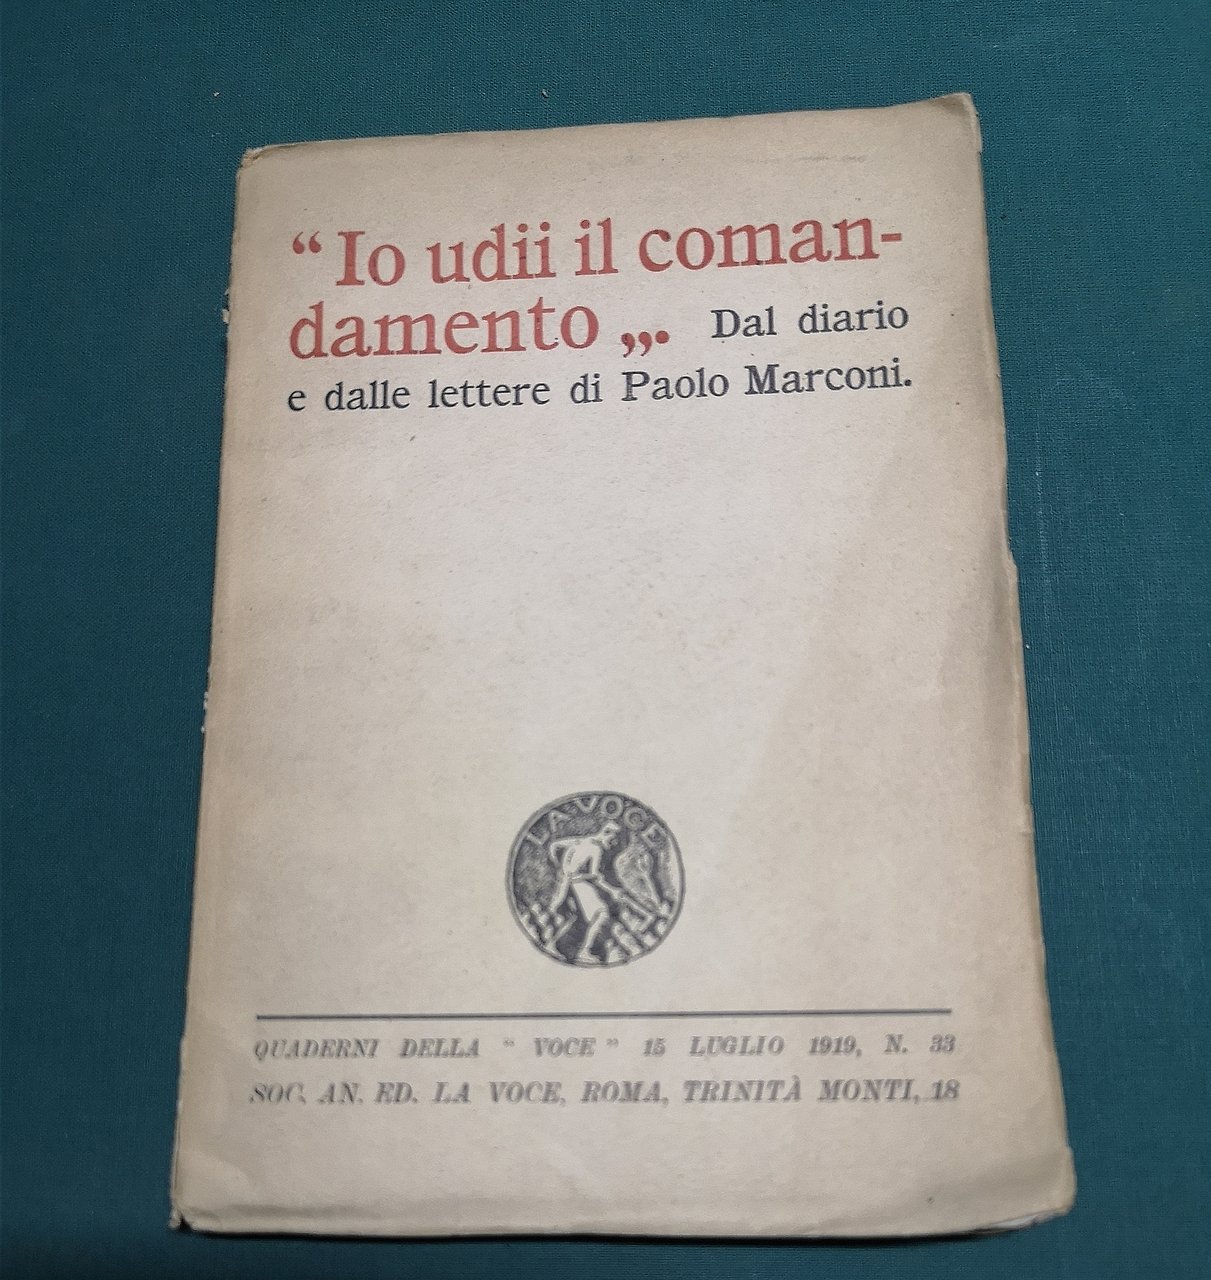 “ Io udii il coman-
damento „. Dal diario
e dalle lettere di Paolo Marconi.
LA VOCE
QUADERNI DELLA “ VOCE ” 15 LUGLIO 1919, N. 33
SOC. AN. ED. LA VOCE, ROMA, TRINITÀ MONTI, 18